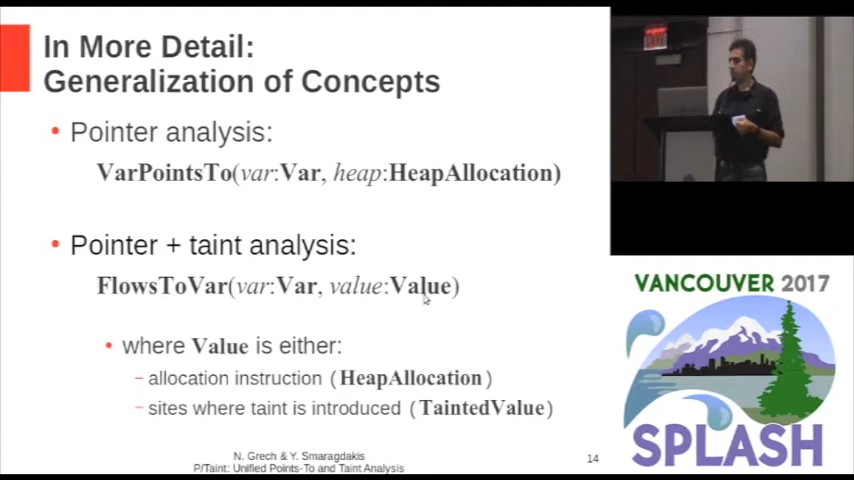 In More Detail:
Generalization of Concepts
• Pointer analysis:
VarPointsTo(var:Var, heap:HeapAllocation)
• Pointer + taint analysis:
FlowsToVar(var:Var, value:Value)
• where Value is either:
– allocation instruction (HeapAllocation)
– sites where taint is introduced (TaintedValue)
N. Grech & Y. Smaragdakis
P/Taint: Unified Points-To and Taint Analysis
14
VANCOUVER 2017
SPLASH